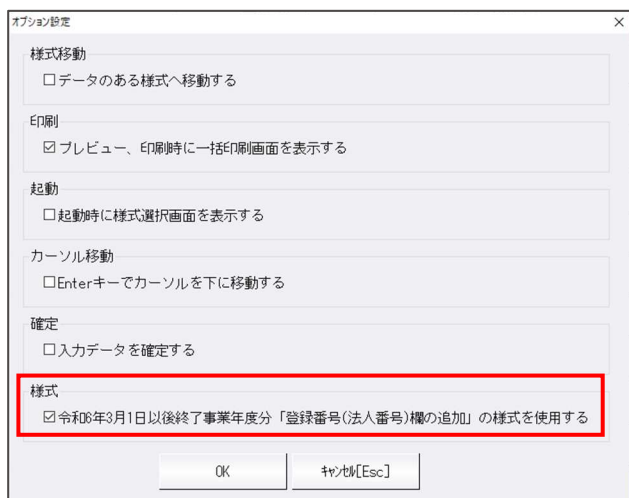 オプション設定
様式移動
データのある様式へ移動する
印刷
プレビュー、印刷時に一括印刷画面を表示する
起動
起動時に様式選択画面を表示する
カーソル移動
Enterキーでカーソルを下に移動する
確定
入力データを確定する
様式
令和6年3月1日以後終了事業年度分「登録番号(法人番号)欄の追加」の様式を使用する
OK
キャンセル[Esc]